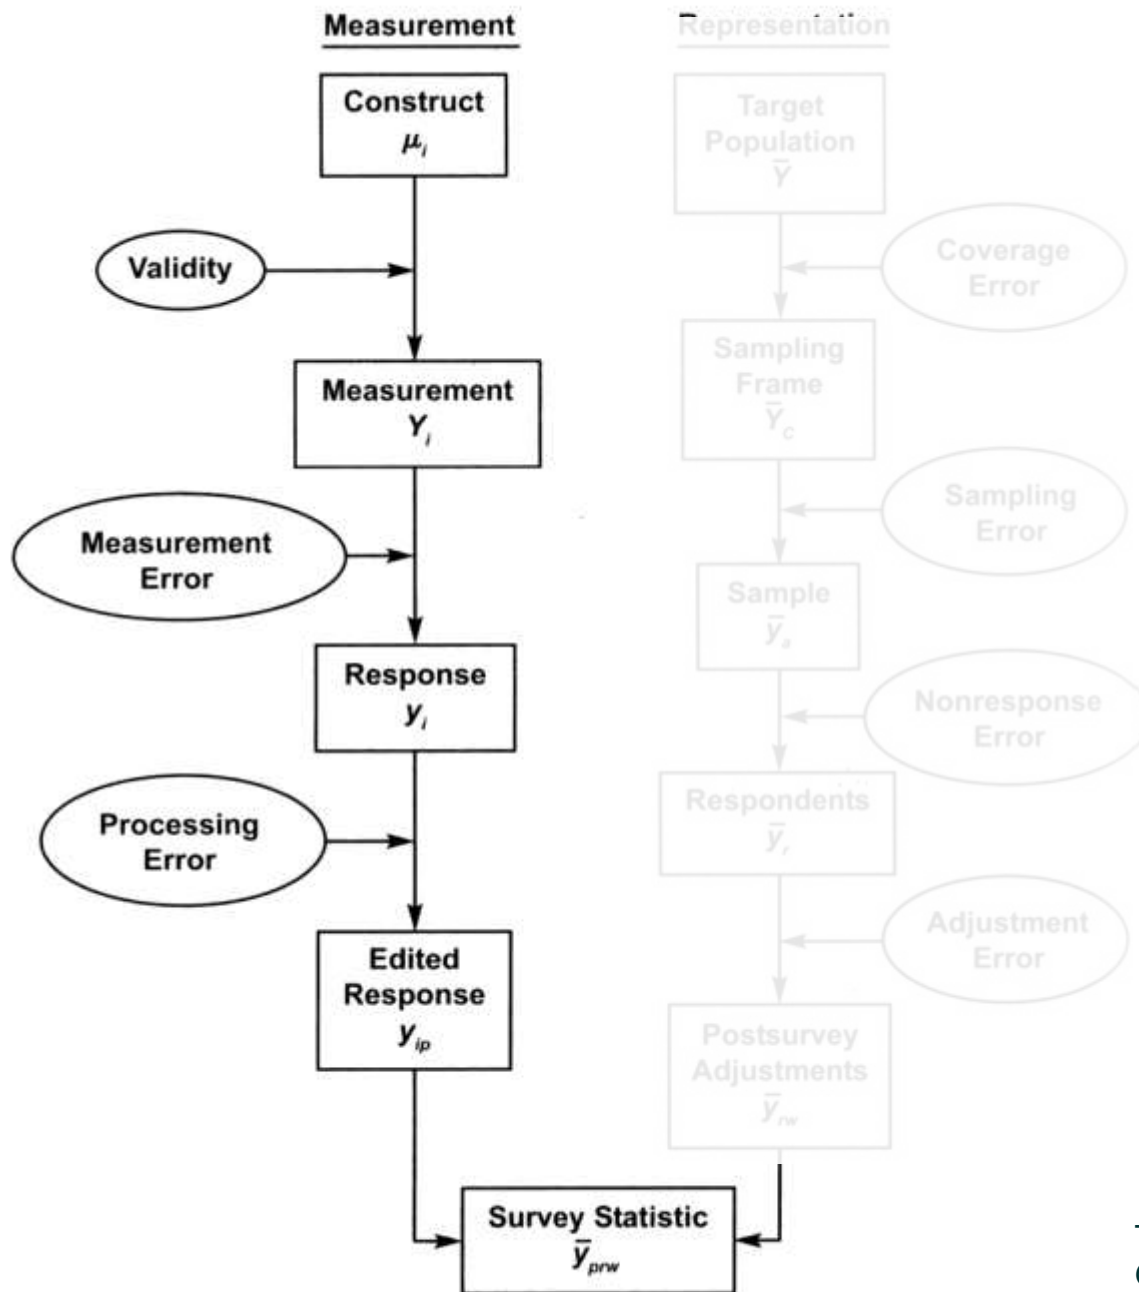 Measurement
Construct
μi
Validity
Measurement
Yi
Measurement
Error
Response
yi
Processing
Error
Edited
Response
yip
Representation
Target
Population
Ȳ
Coverage
Error
Sampling
Frame
Ȳc
Sampling
Error
Sample
ȳs
Nonresponse
Error
Respondents
ȳr
Adjustment
Error
Postsurvey
Adjustments
ȳrw
Survey Statistic
ȳprw